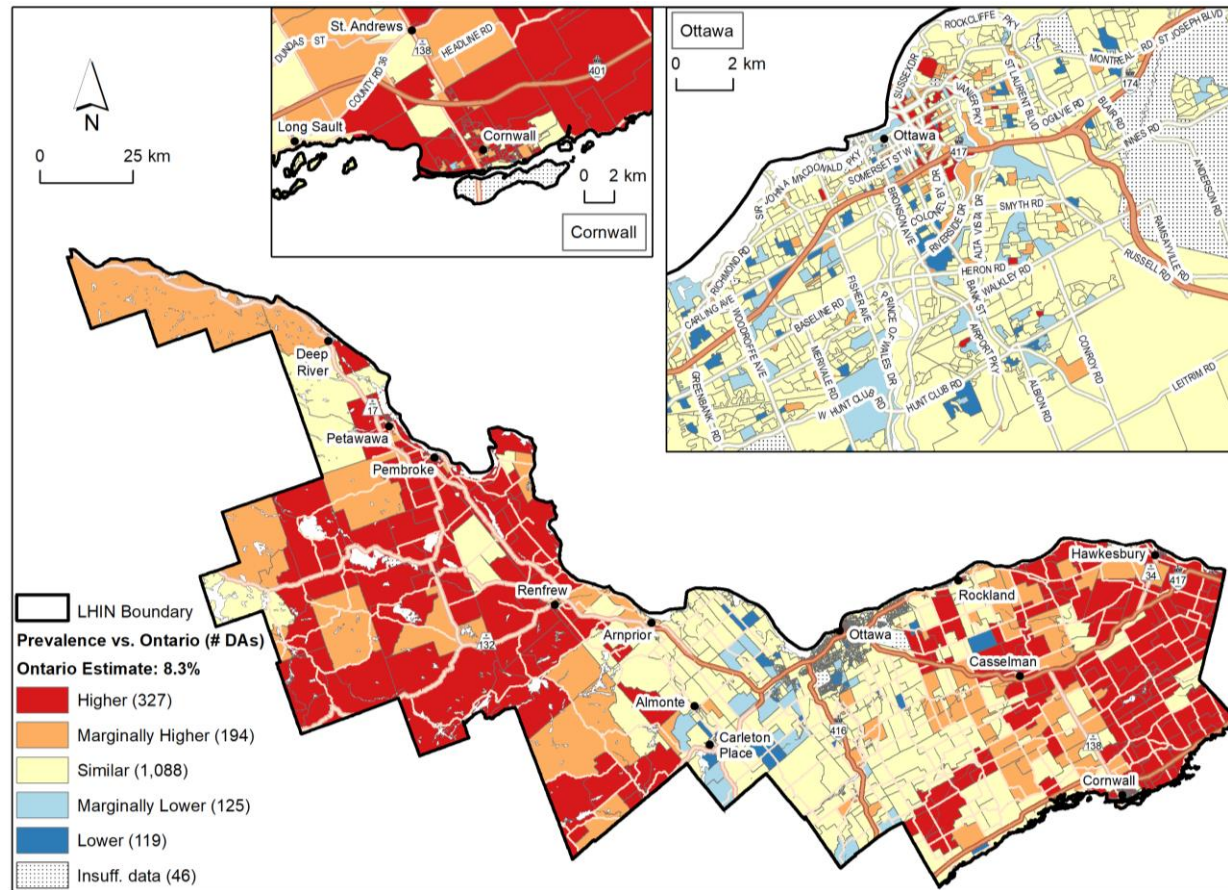 St. Andrews
DUNDAS ST
138
HEADLINE RD
COUNTY RD 36
401
Long Sault
Cornwall
0 2 km
Cornwall
N
0 25 km
Ottawa
0 2 km
ROCKCLIFFE PKY
SUSSEX DR
ST LAURENT BLVD
MONTREAL RD
ST JOSEPH BLVD
174
VANIER PKY
OGILVIE RD
BLAIR RD
INNES RD
ANDERSON RD
Ottawa
417
SIR JOHN A MACDONALD PKY
SOMERSET ST W
BRONSON AVE
COLONEL BY DR
RIVERSIDE DR
ALTA VISTA DR
SMYTH RD
RAMSAYVILLE RD
RUSSELL RD
RICHMOND RD
CARLING AVE
WOODROFFE AVE
BASELINE RD
FISHER AVE
HERON RD
WALKLEY RD
BANK ST
PRINCE OF WALES DR
MERIVALE RD
AIRPORT PKY
GREENBANK RD
W HUNT CLUB RD
HUNT CLUB RD
ALBION RD
CONROY RD
LEITRIM RD
Deep
River
17
Petawawa
Pembroke
Renfrew
132
Arnprior
Almonte
Carleton
Place
Ottawa
416
Rockland
Casselman
Hawkesbury
34
417
138
Cornwall
LHIN Boundary
Prevalence vs. Ontario (# DAs)
Ontario Estimate: 8.3%
Higher (327)
Marginally Higher (194)
Similar (1,088)
Marginally Lower (125)
Lower (119)
Insuff. data (46)